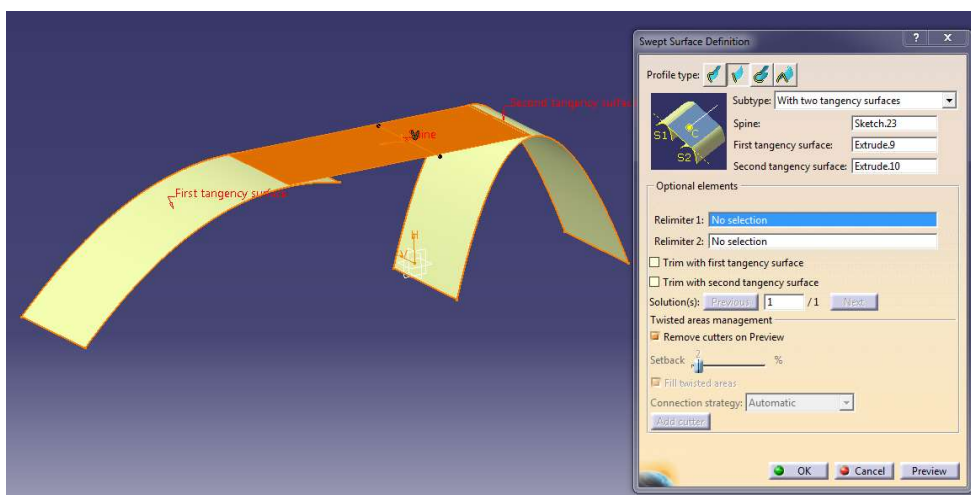 Swept Surface Definition
? X
Profile type:
Subtype: With two tangency surfaces
Spine: Sketch.23
First tangency surface: Extrude.9
Second tangency surface: Extrude.10
S1
C
S2
Optional elements
Relimiter 1: No selection
Relimiter 2: No selection
Trim with first tangency surface
Trim with second tangency surface
Solution(s): Previous 1 / 1 Next
Twisted areas management
Remove cutters on Preview
Setback 2 %
Fill twisted areas
Connection strategy: Automatic
Add cutter
OK Cancel Preview
Second tangency surfac
First tangency surface
H
V